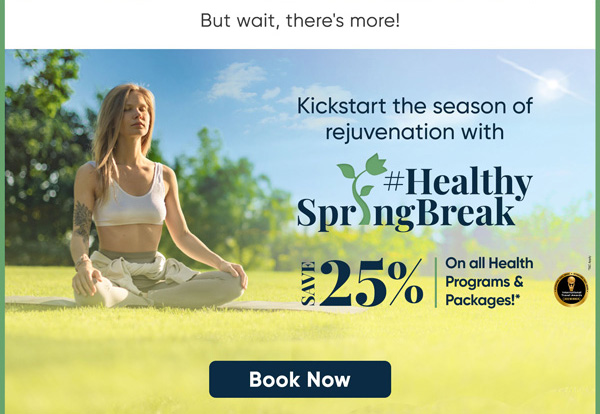 But wait, there's more!
Kickstart the season of
rejuvenation with
#Healthy
SpringBreak
SAVE 25%
On all Health
Programs &
Packages!*
Book Now